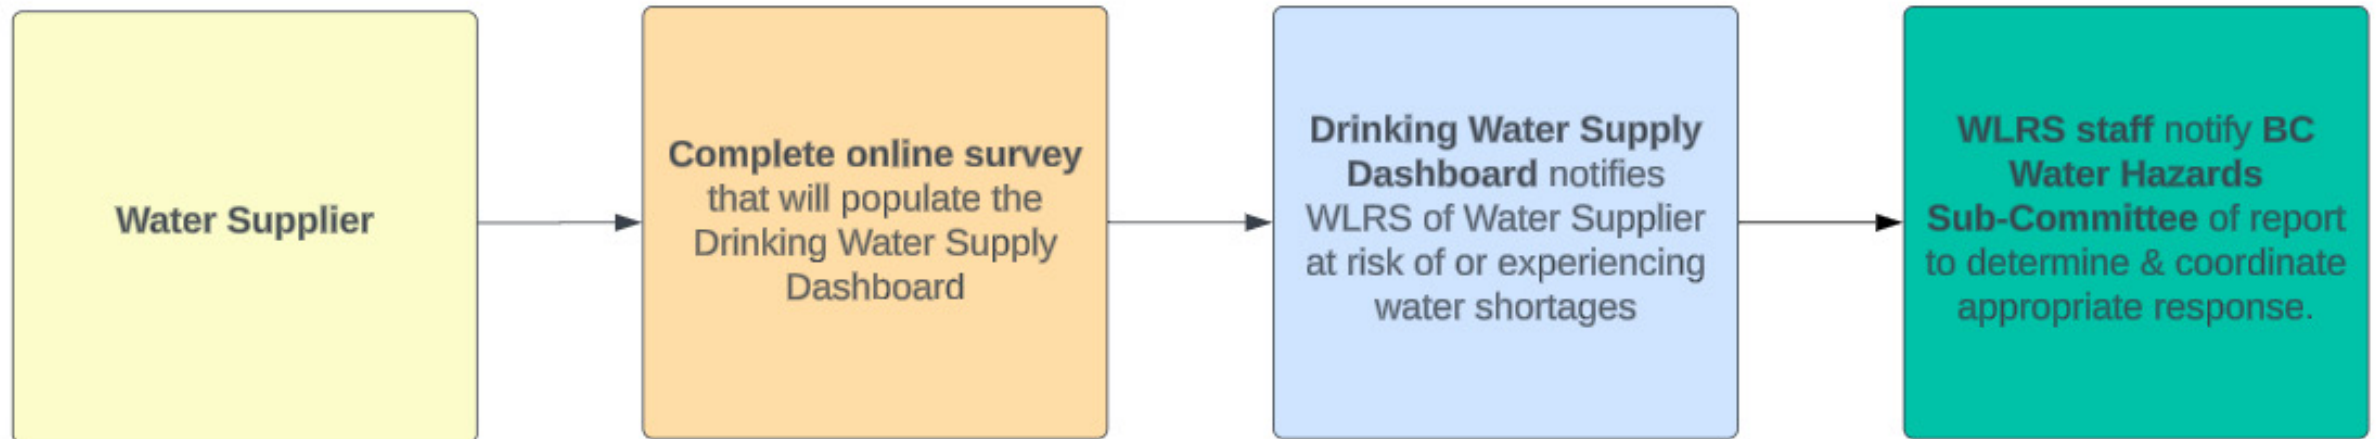 Water Supplier
Complete online survey
that will populate the
Drinking Water Supply
Dashboard
Drinking Water Supply
Dashboard notifies
WLRS of Water Supplier
at risk of or experiencing
water shortages
WLRS staff notify BC
Water Hazards
Sub-Committee of report
to determine & coordinate
appropriate response.